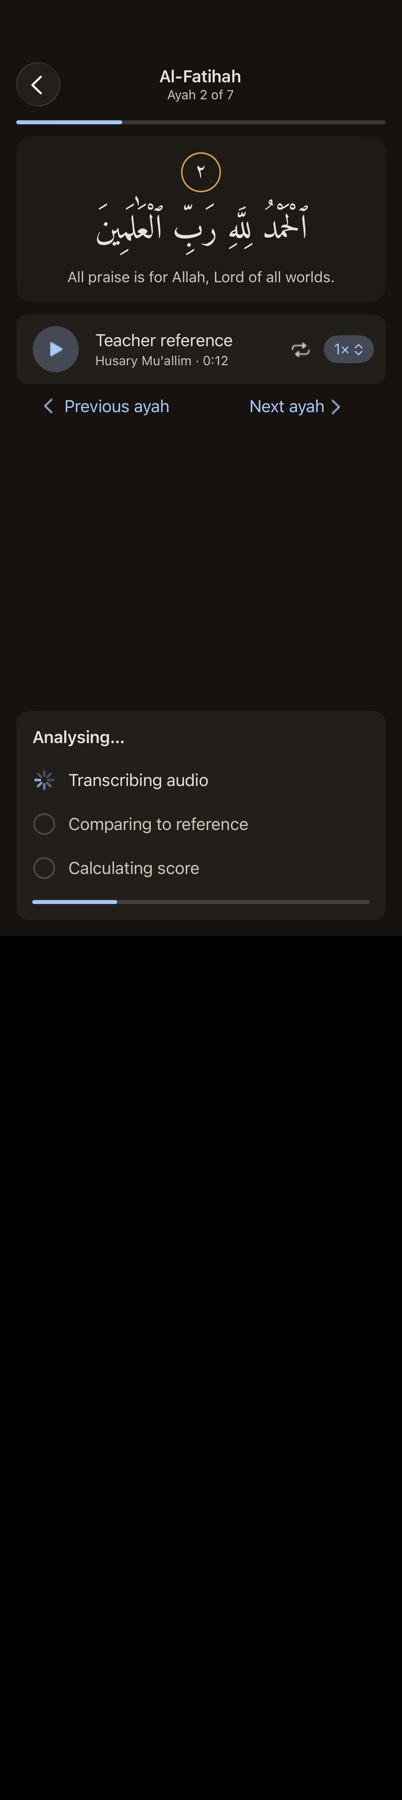 Al-Fatihah
Ayah 2 of 7
٢
ٱلْحَمْدُ لِلَّهِ رَبِّ ٱلْعَٰلَمِينَ
All praise is for Allah, Lord of all worlds.
Teacher reference
Husary Mu'allim · 0:12
1×
Previous ayah
Next ayah
Analysing...
Transcribing audio
Comparing to reference
Calculating score